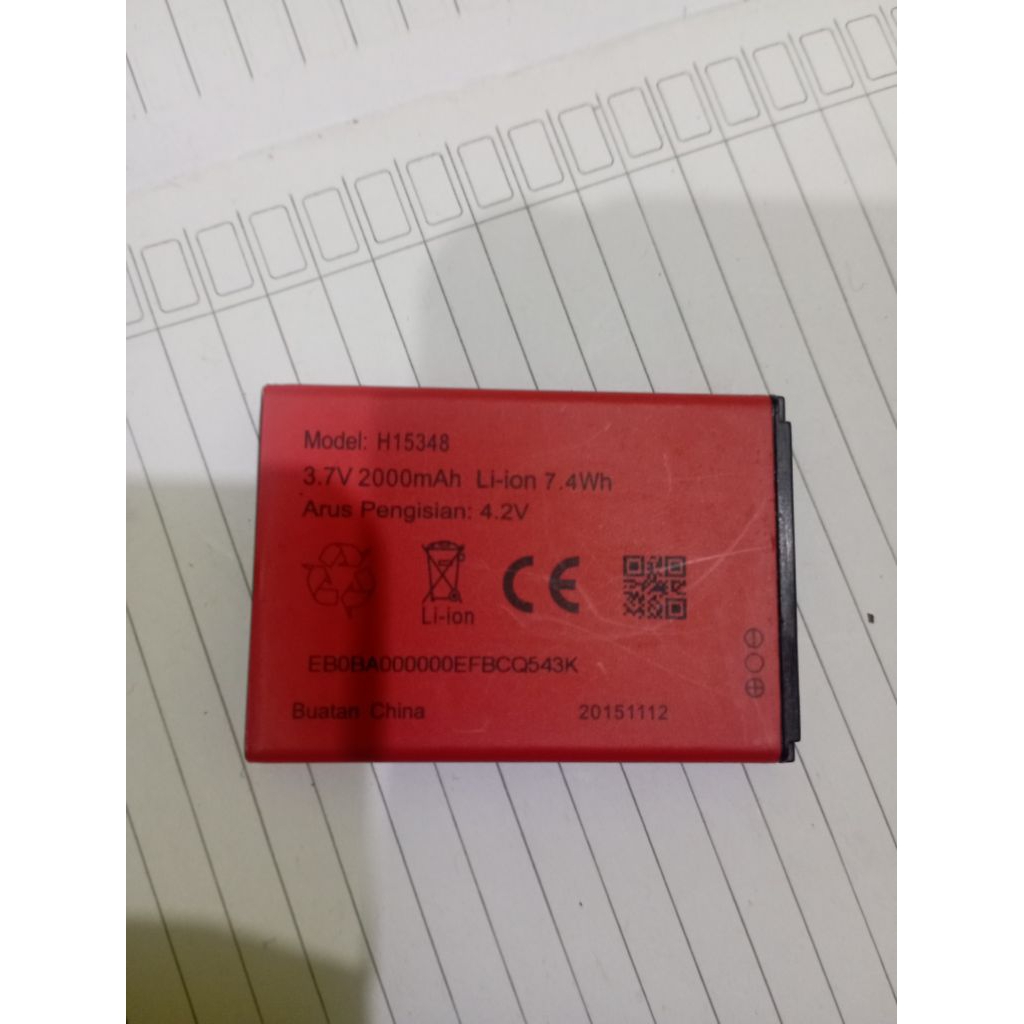 Model: H15348
3.7V 2000mAh Li-ion 7.4Wh
Arus Pengisian: 4.2V
Li-ion
CE
EB0BA000000EFBCQ543K
Buatan China 20151112